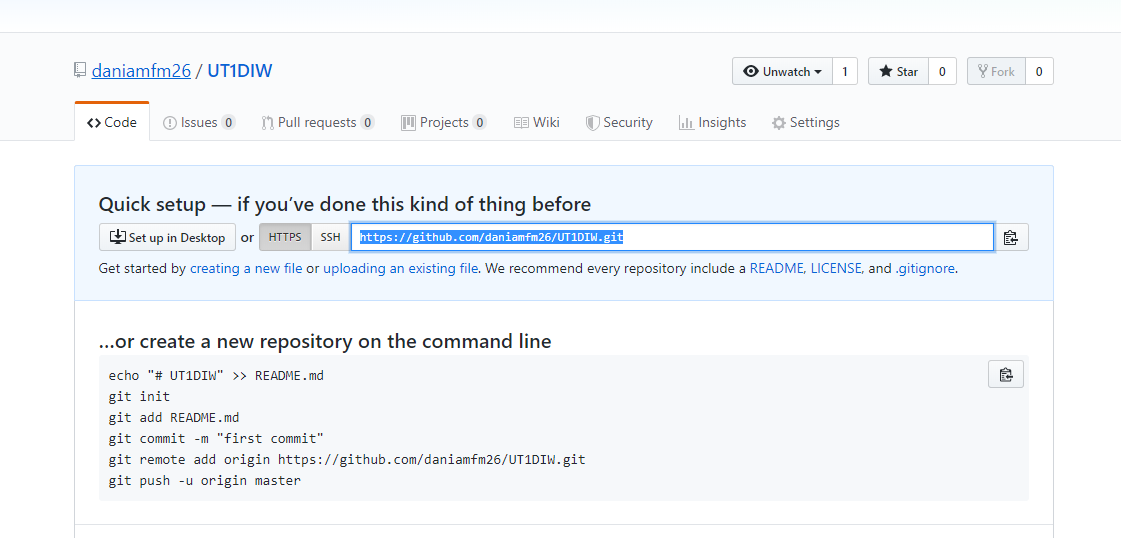 daniamfm26 / UT1DIW
Unwatch 1 Star 0 Fork 0
Code Issues 0 Pull requests 0 Projects 0 Wiki Security Insights Settings
Quick setup — if you’ve done this kind of thing before
Set up in Desktop or HTTPS SSH https://github.com/daniamfm26/UT1DIW.git
Get started by creating a new file or uploading an existing file. We recommend every repository include a README, LICENSE, and .gitignore.
…or create a new repository on the command line
echo "# UT1DIW" >> README.md
git init
git add README.md
git commit -m "first commit"
git remote add origin https://github.com/daniamfm26/UT1DIW.git
git push -u origin master